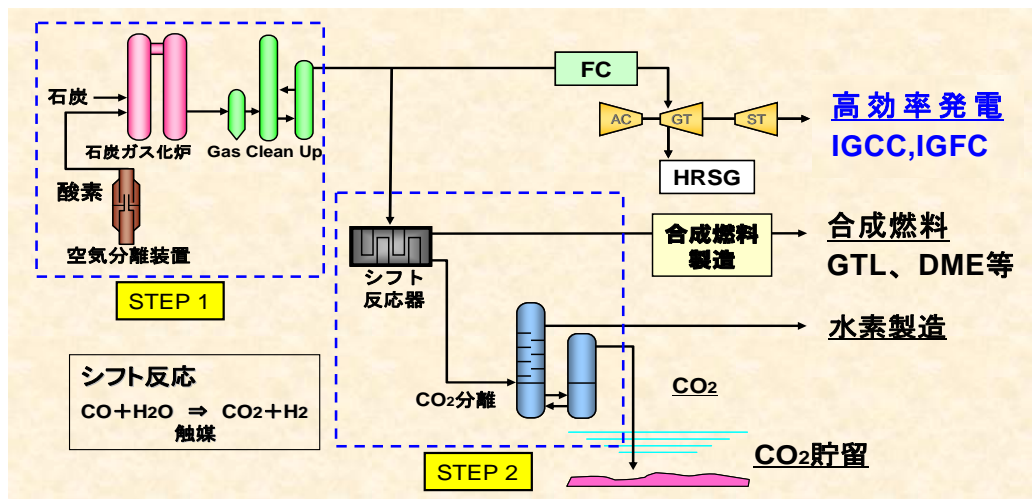 石炭
石炭ガス化炉
Gas Clean Up
酸素
空気分離装置
STEP 1
FC
AC
GT
ST
HRSG
高効率発電
IGCC,IGFC
シフト
反応器
合成燃料
製造
合成燃料
GTL、DME等
水素製造
CO2分離
CO2
CO2貯留
STEP 2
シフト反応
CO+H2O ⇒ CO2+H2
触媒